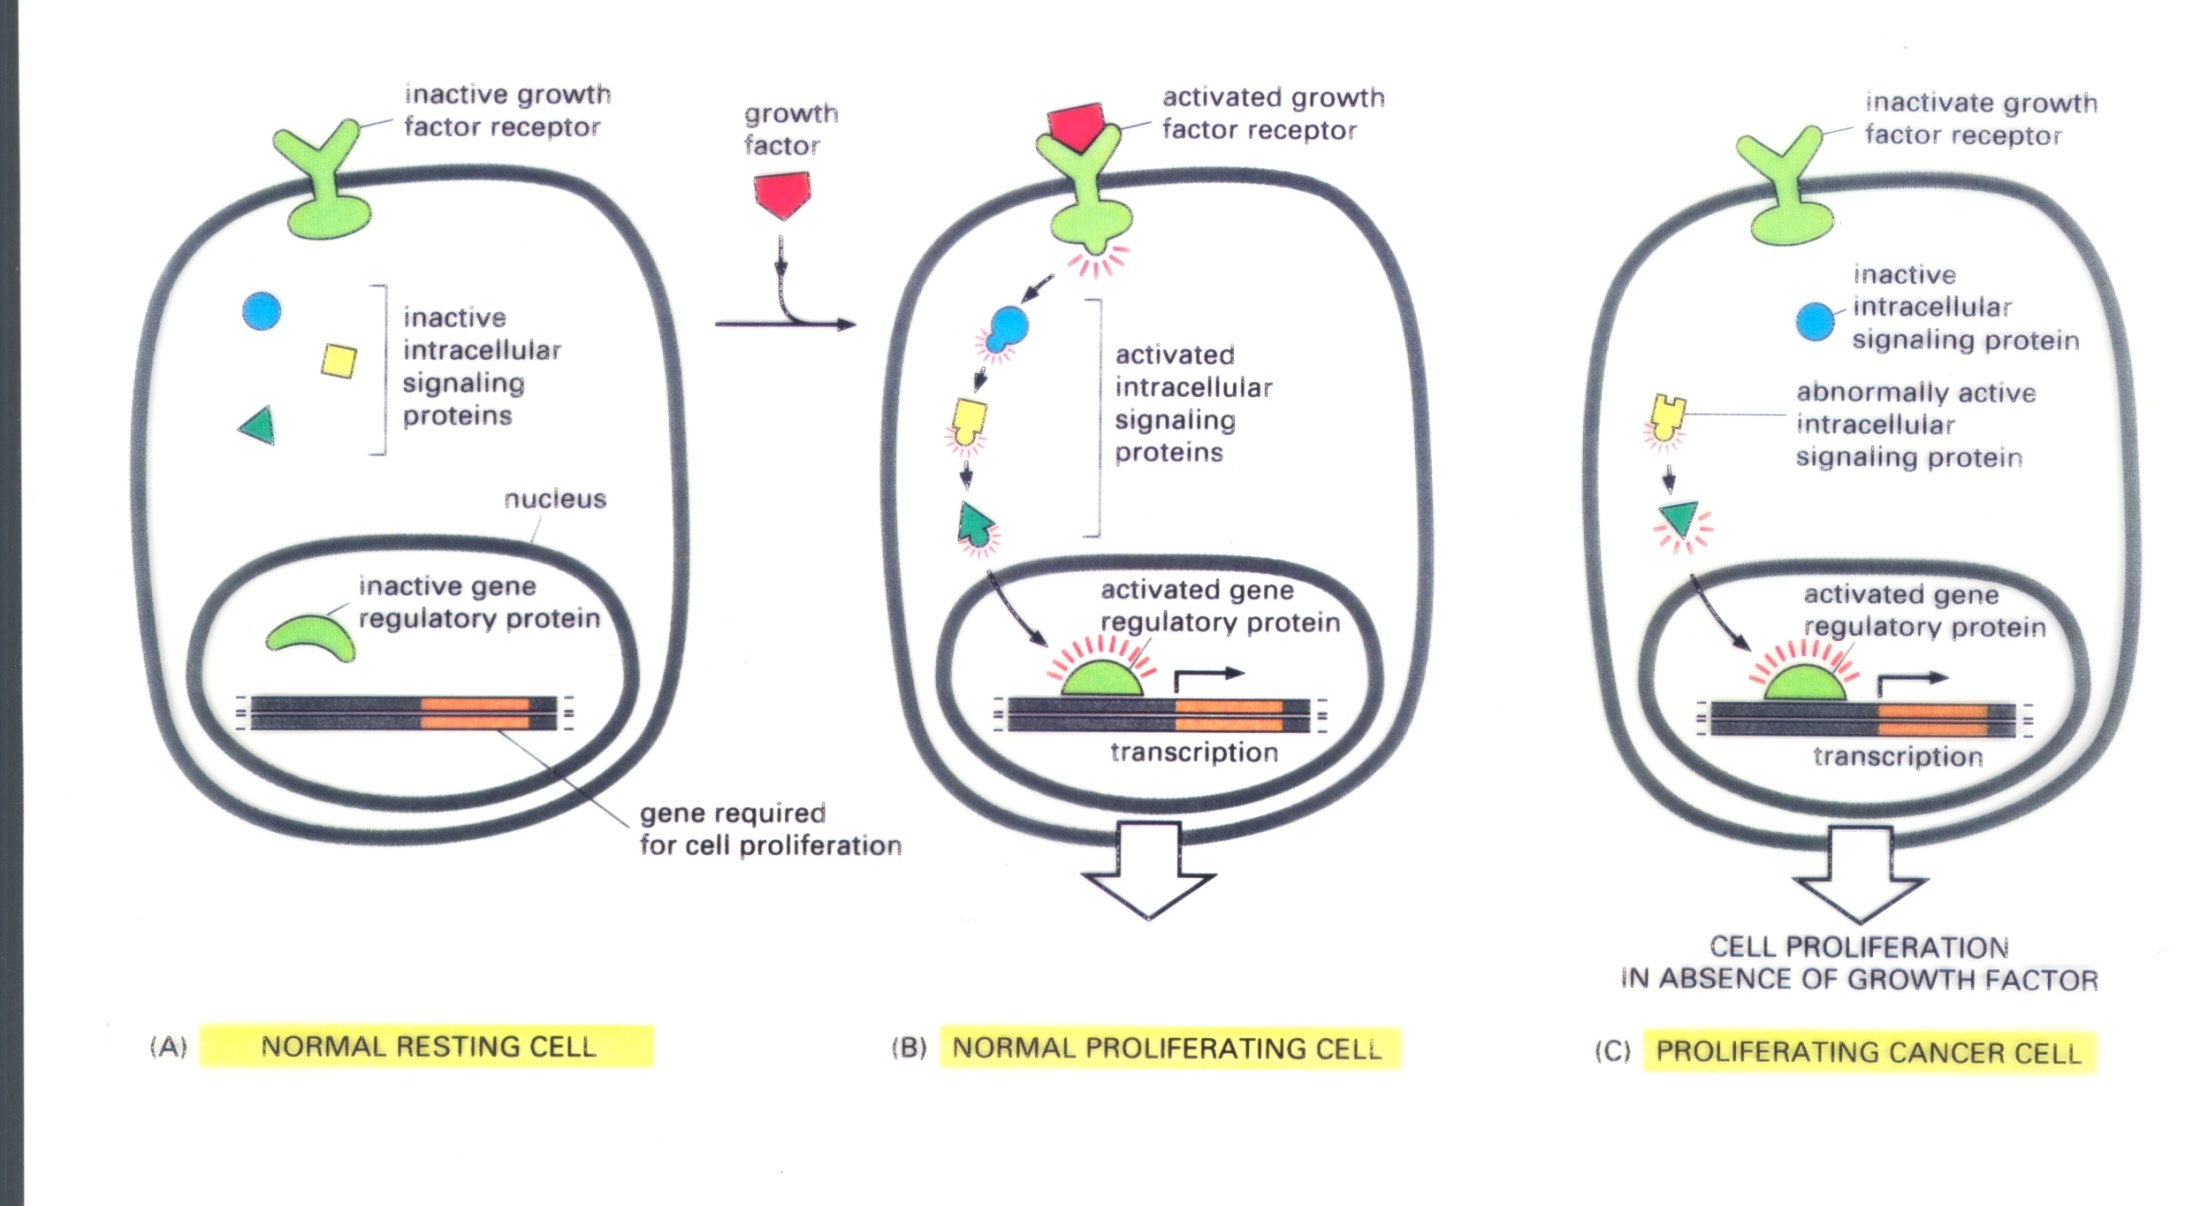 inactive growth
factor receptor
inactive
intracellular
signaling
proteins
nucleus
inactive gene
regulatory protein
gene required
for cell proliferation
(A) NORMAL RESTING CELL
growth
factor
activated growth
factor receptor
activated
intracellular
signaling
proteins
activated gene
regulatory protein
transcription
(B) NORMAL PROLIFERATING CELL
inactivate growth
factor receptor
inactive
intracellular
signaling protein
abnormally active
intracellular
signaling protein
activated gene
regulatory protein
transcription
CELL PROLIFERATION
IN ABSENCE OF GROWTH FACTOR
(C) PROLIFERATING CANCER CELL